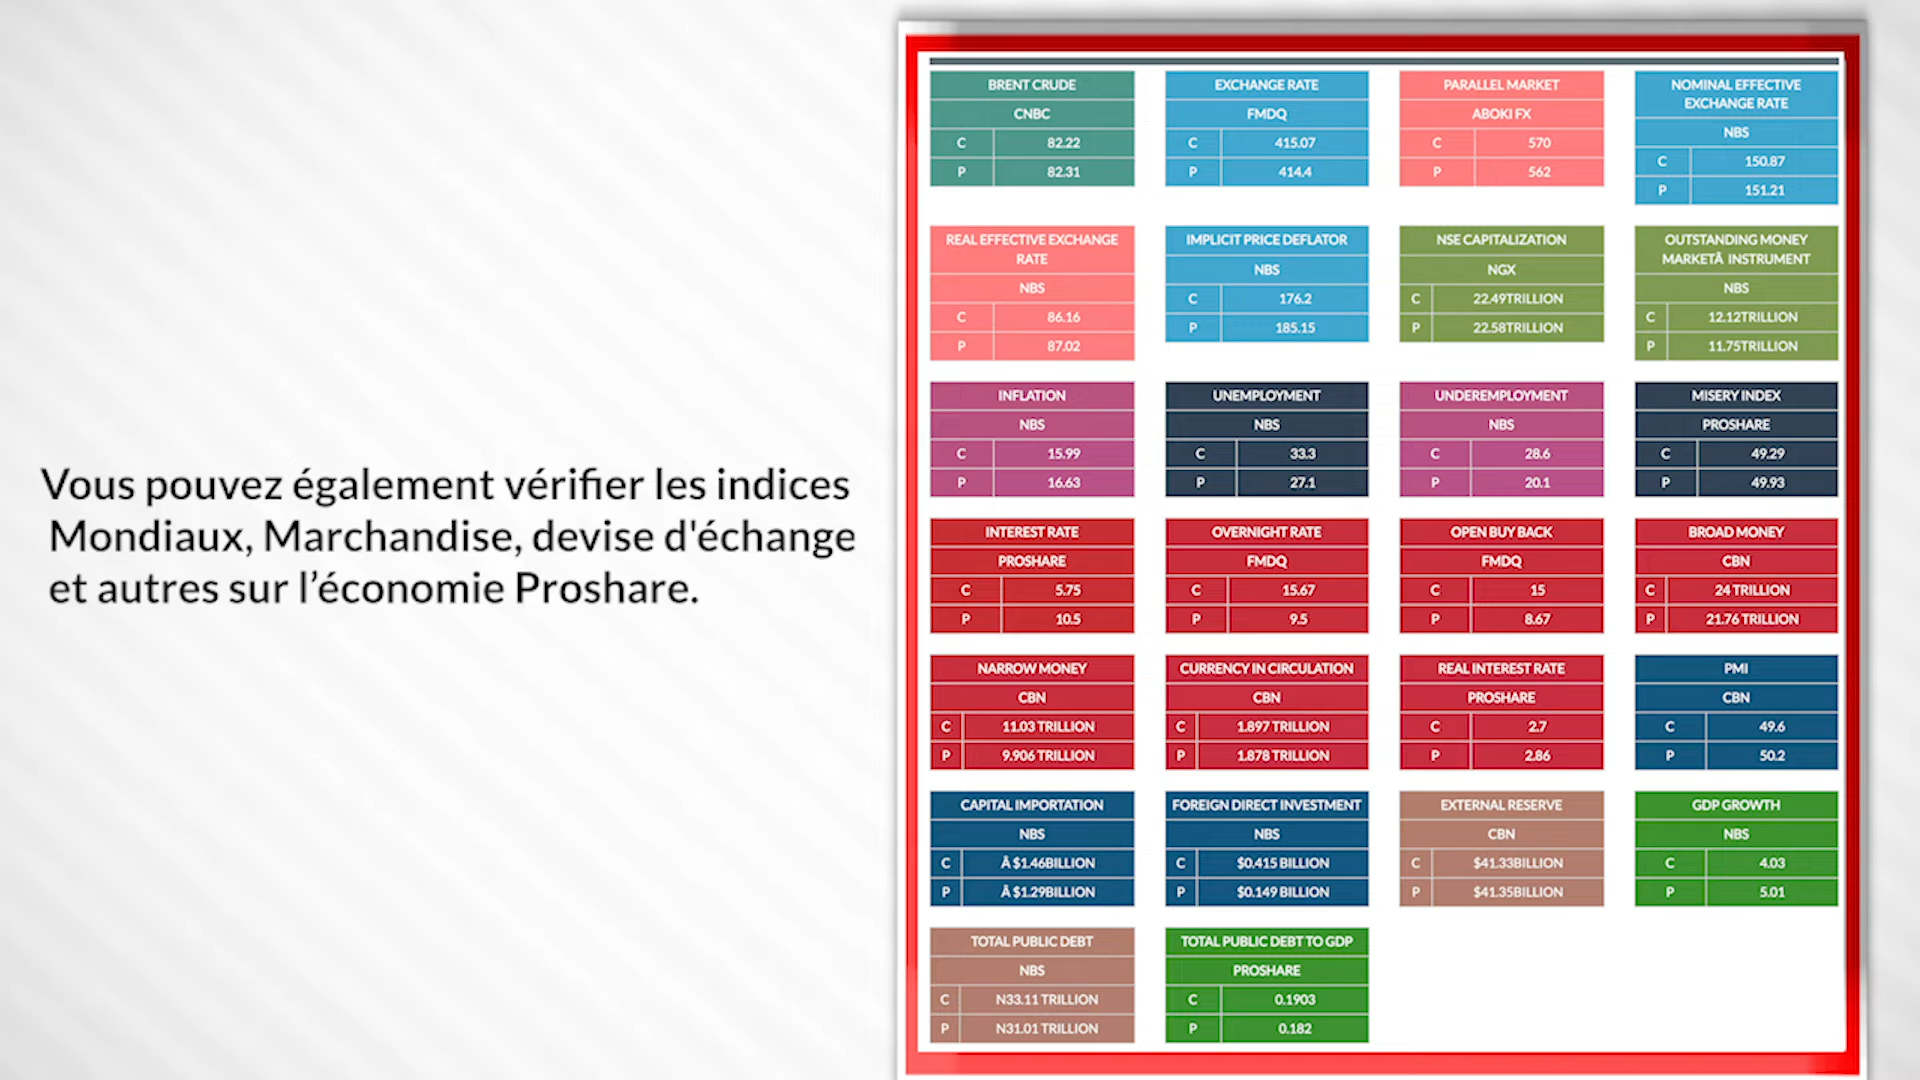 Vous pouvez également vérifier les indices
Mondiaux, Marchandise, devise d'échange
et autres sur l’économie Proshare.
BRENT CRUDE
CNBC
C 82.22
P 82.31
EXCHANGE RATE
FMDQ
C 415.07
P 414.4
PARALLEL MARKET
ABOKI FX
C 570
P 562
NOMINAL EFFECTIVE
EXCHANGE RATE
NBS
C 150.87
P 151.21
REAL EFFECTIVE EXCHANGE
RATE
NBS
C 86.16
P 87.02
IMPLICIT PRICE DEFLATOR
NBS
C 176.2
P 185.15
NSE CAPITALIZATION
NGX
C 22.49TRILLION
P 22.58TRILLION
OUTSTANDING MONEY
MARKETÂ INSTRUMENT
NBS
C 12.12TRILLION
P 11.75TRILLION
INFLATION
NBS
C 15.99
P 16.63
UNEMPLOYMENT
NBS
C 33.3
P 27.1
UNDEREMPLOYMENT
NBS
C 28.6
P 20.1
MISERY INDEX
PROSHARE
C 49.29
P 49.93
INTEREST RATE
PROSHARE
C 5.75
P 10.5
OVERNIGHT RATE
FMDQ
C 15.67
P 9.5
OPEN BUY BACK
FMDQ
C 15
P 8.67
BROAD MONEY
CBN
C 24 TRILLION
P 21.76 TRILLION
NARROW MONEY
CBN
C 11.03 TRILLION
P 9.906 TRILLION
CURRENCY IN CIRCULATION
CBN
C 1.897 TRILLION
P 1.878 TRILLION
REAL INTEREST RATE
PROSHARE
C 2.7
P 2.86
PMI
CBN
C 49.6
P 50.2
CAPITAL IMPORTATION
NBS
C Â $1.46BILLION
P Â $1.29BILLION
FOREIGN DIRECT INVESTMENT
NBS
C $0.415 BILLION
P $0.149 BILLION
EXTERNAL RESERVE
CBN
C $41.33BILLION
P $41.35BILLION
GDP GROWTH
NBS
C 4.03
P 5.01
TOTAL PUBLIC DEBT
NBS
C N33.11 TRILLION
P N31.01 TRILLION
TOTAL PUBLIC DEBT TO GDP
PROSHARE
C 0.1903
P 0.182